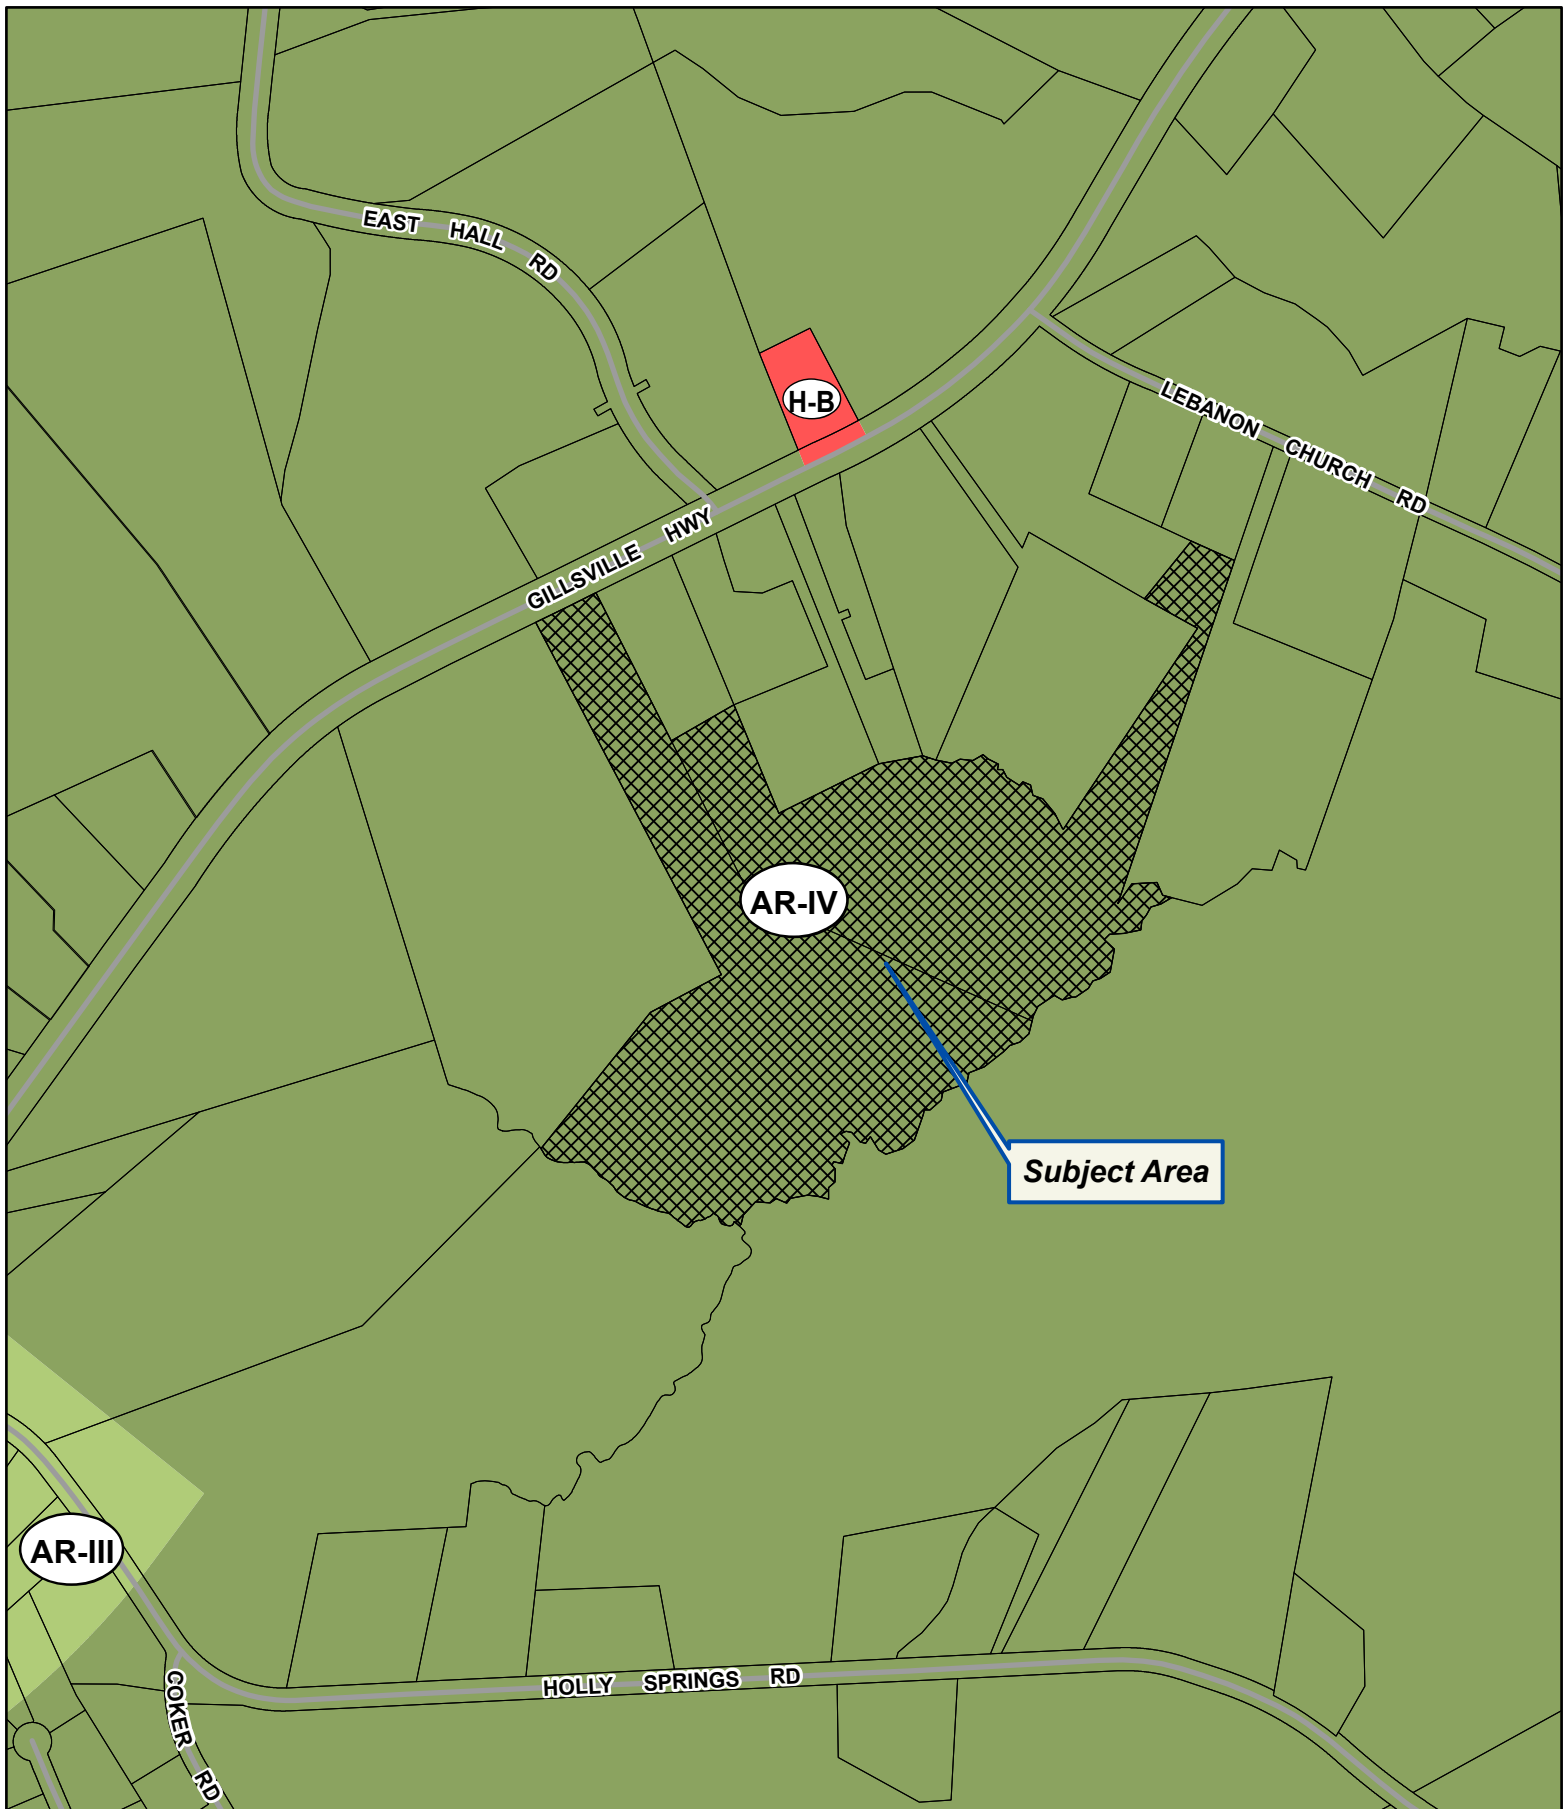 EAST HALL RD
H-B
LEBANON CHURCH RD
GILLSVILLE HWY
AR-IV
Subject Area
AR-III
HOLLY SPRINGS RD
COKER RD